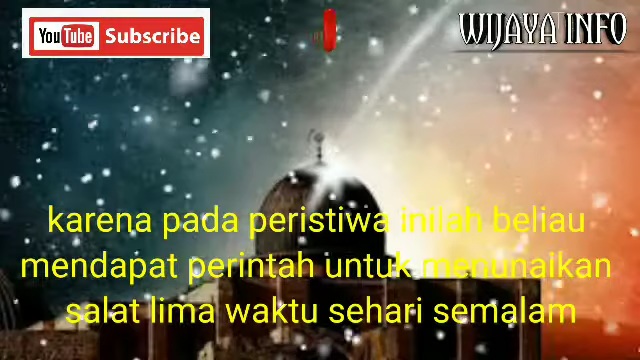 YouTube Subscribe
WIJAYA INFO
karena pada peristiwa inilah beliau
mendapat perintah untuk menunaikan
salat lima waktu sehari semalam